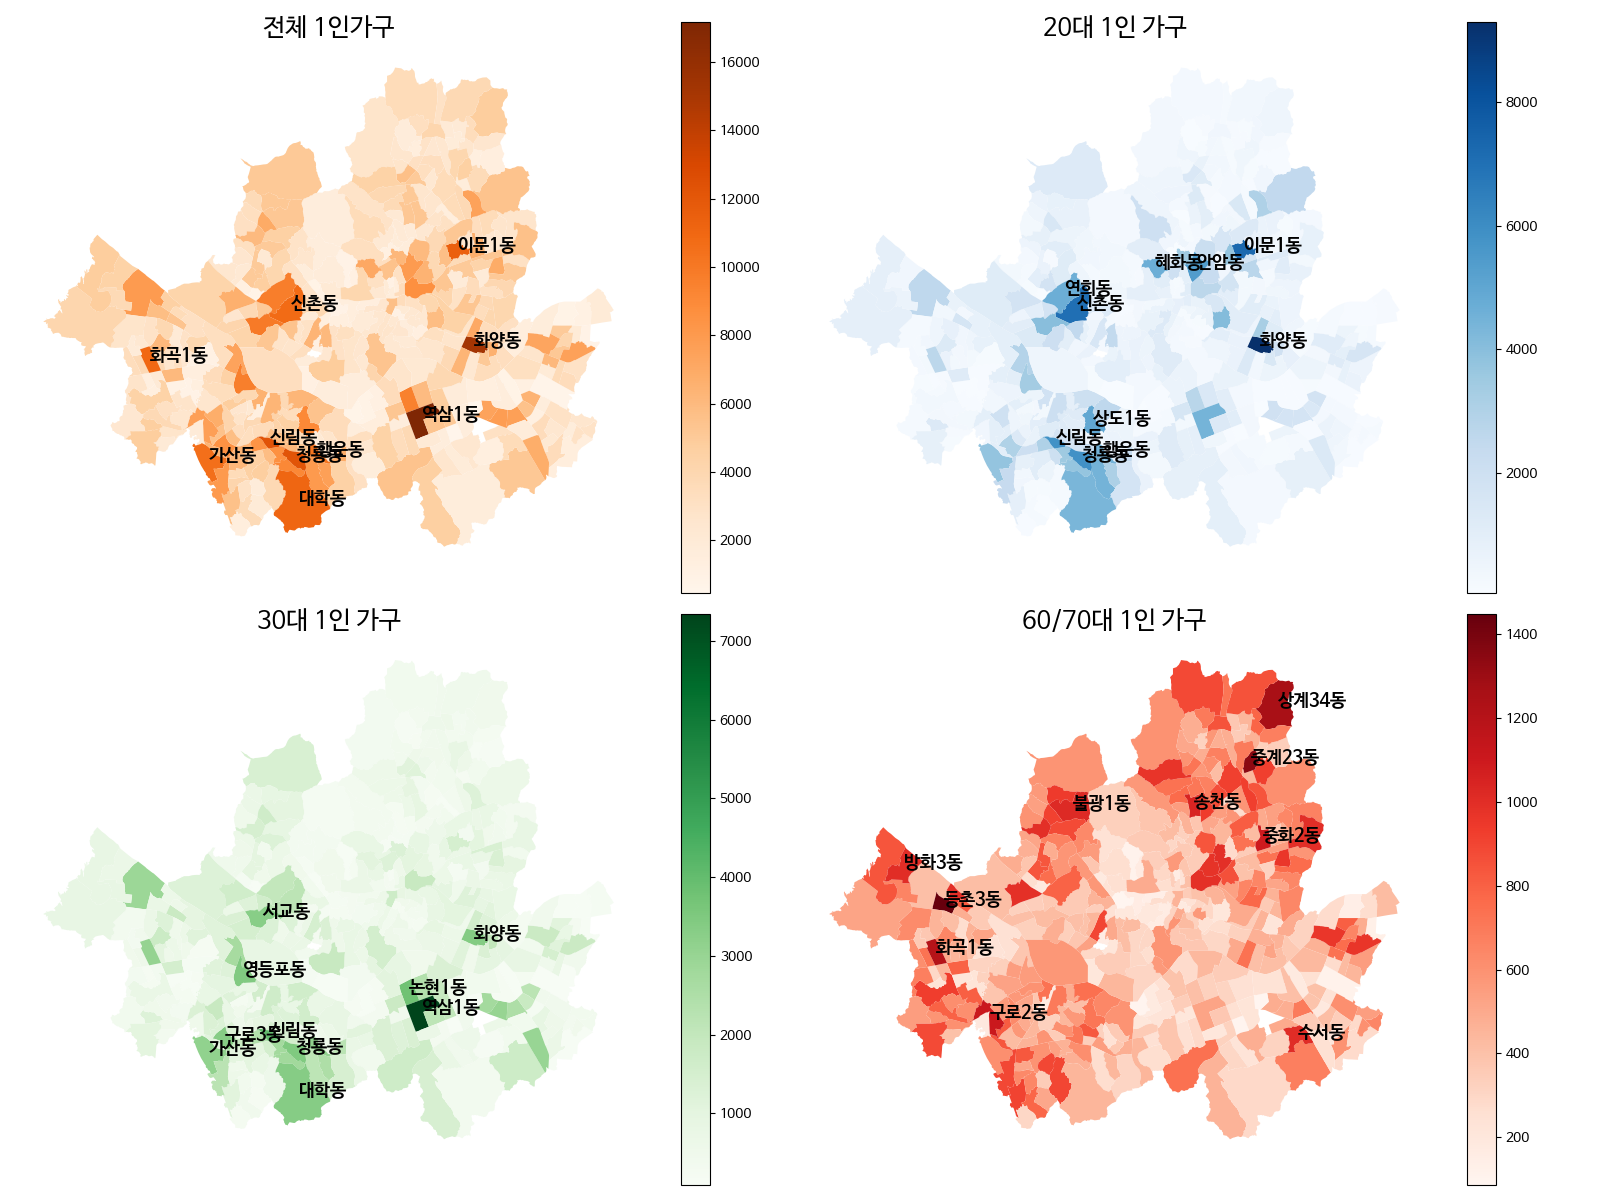 전체 1인가구
16000
14000
12000
10000
8000
6000
4000
2000
이문1동
신촌동
화곡1동
화양동
역삼1동
신림동
행운동
청룡동
가산동
대학동
20대 1인 가구
8000
6000
4000
2000
이문1동
혜화동
안암동
연희동
신촌동
화양동
상도1동
신림동
행운동
청룡동
30대 1인 가구
7000
6000
5000
4000
3000
2000
1000
서교동
화양동
영등포동
논현1동
역삼1동
구로3동
신림동
가산동
청룡동
대학동
60/70대 1인 가구
1400
1200
1000
800
600
400
200
상계34동
중계23동
불광1동
송천동
중화2동
방화3동
등촌3동
화곡1동
구로2동
수서동